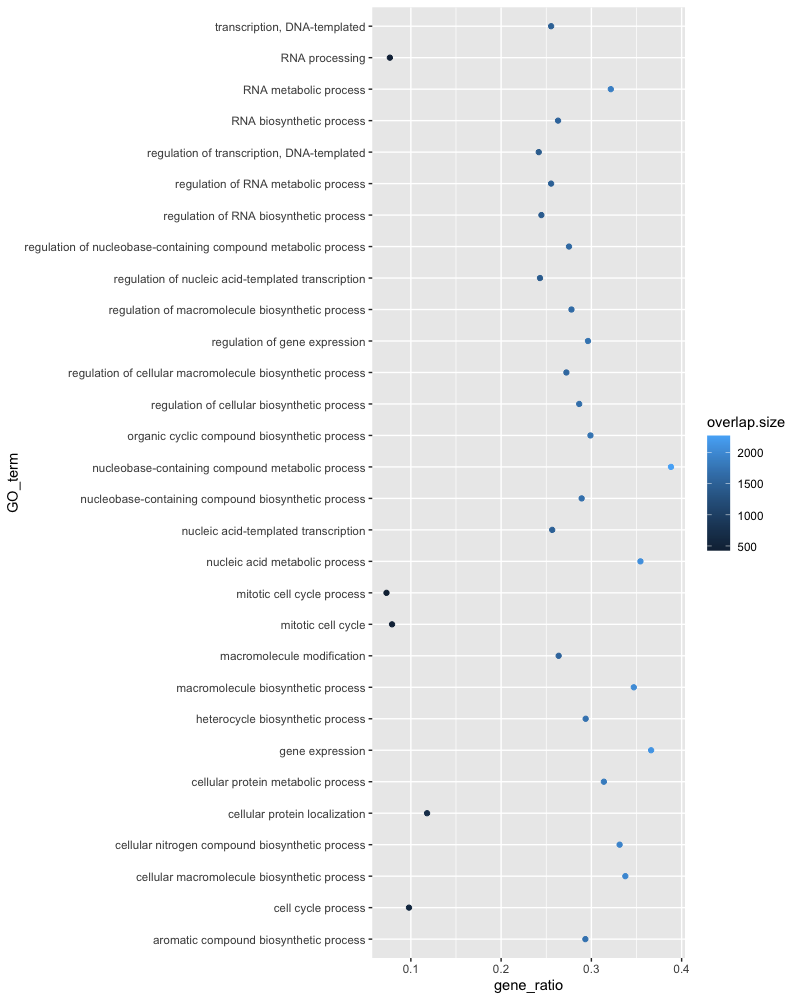 transcription, DNA-templated
RNA processing
RNA metabolic process
RNA biosynthetic process
regulation of transcription, DNA-templated
regulation of RNA metabolic process
regulation of RNA biosynthetic process
regulation of nucleobase-containing compound metabolic process
regulation of nucleic acid-templated transcription
regulation of macromolecule biosynthetic process
regulation of gene expression
regulation of cellular macromolecule biosynthetic process
regulation of cellular biosynthetic process
organic cyclic compound biosynthetic process
nucleobase-containing compound metabolic process
nucleobase-containing compound biosynthetic process
nucleic acid-templated transcription
nucleic acid metabolic process
mitotic cell cycle process
mitotic cell cycle
macromolecule modification
macromolecule biosynthetic process
heterocycle biosynthetic process
gene expression
cellular protein metabolic process
cellular protein localization
cellular nitrogen compound biosynthetic process
cellular macromolecule biosynthetic process
cell cycle process
aromatic compound biosynthetic process
GO_term
0.1 0.2 0.3 0.4
gene_ratio
overlap.size
2000
1500
1000
500